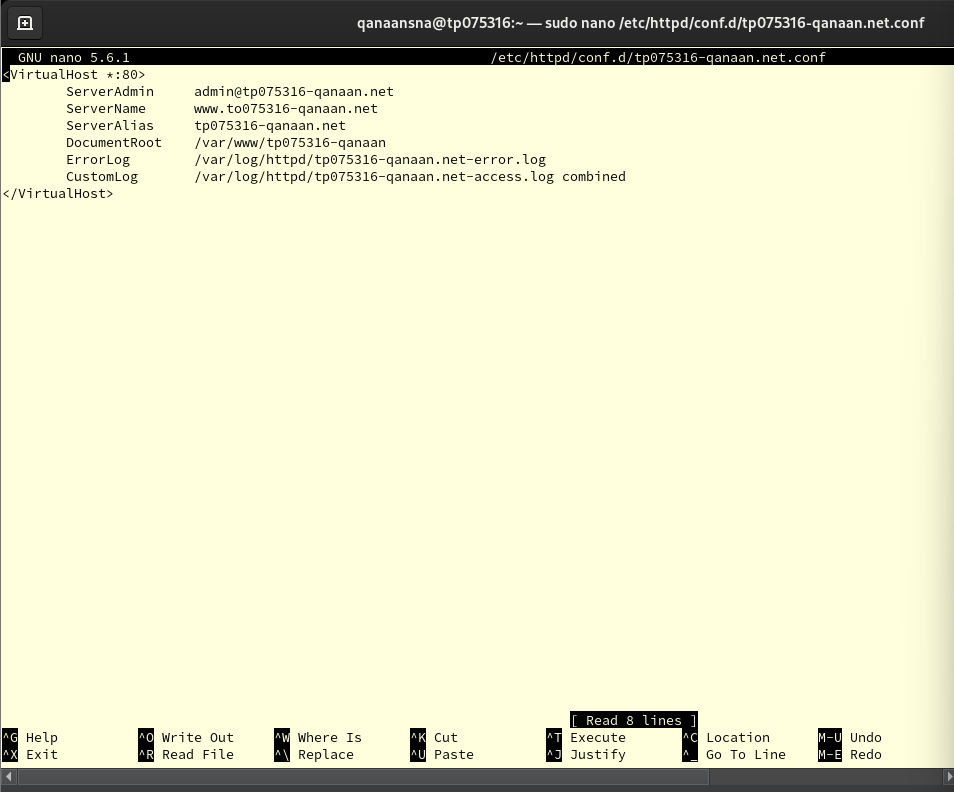 qanaansna@tp075316:~ — sudo nano /etc/httpd/conf.d/tp075316-qanaan.net.conf
GNU nano 5.6.1 /etc/httpd/conf.d/tp075316-qanaan.net.conf
<VirtualHost *:80>
ServerAdmin admin@tp075316-qanaan.net
ServerName www.to075316-qanaan.net
ServerAlias tp075316-qanaan.net
DocumentRoot /var/www/tp075316-qanaan
ErrorLog /var/log/httpd/tp075316-qanaan.net-error.log
CustomLog /var/log/httpd/tp075316-qanaan.net-access.log combined
</VirtualHost>
[ Read 8 lines ]
^G Help ^O Write Out ^W Where Is ^K Cut ^T Execute ^C Location M-U Undo
^X Exit ^R Read File ^\ Replace ^U Paste ^J Justify ^_ Go To Line M-E Redo